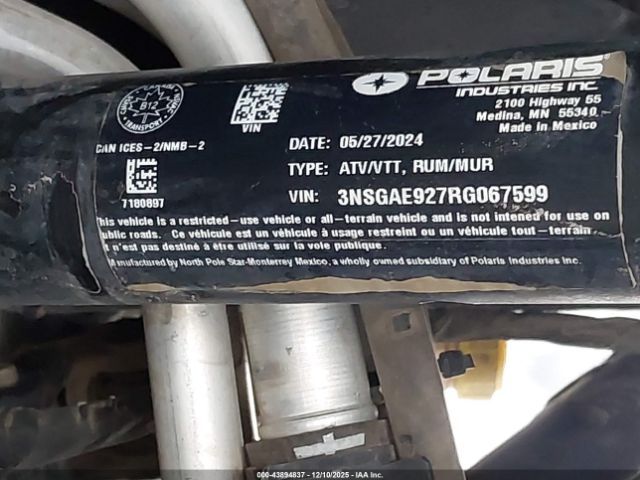 POLARIS
INDUSTRIES INC.
2100 Highway 55
Medina, MN 55340
Made in Mexico
B12
TRANSPORT
VIN
CAN ICES-2/NMB-2
7180897
DATE: 05/27/2024
TYPE: ATV/VTT, RUM/MUR
VIN: 3NSGAE927RG067599
This vehicle is a restricted-use vehicle or all-terrain vehicle and is not intened for use on
public roads. Ce véhicule est un véhicule à usage restreint ou un véhicule tout-terrain
et n'est pas destiné à être utilisé sur la voie publique.
Manufactured by North Pole Star-Monterrey Mexico, a wholly owned subsidiary of Polaris Industries Inc.
000-43894837 - 12/10/2025 - IAA Inc.